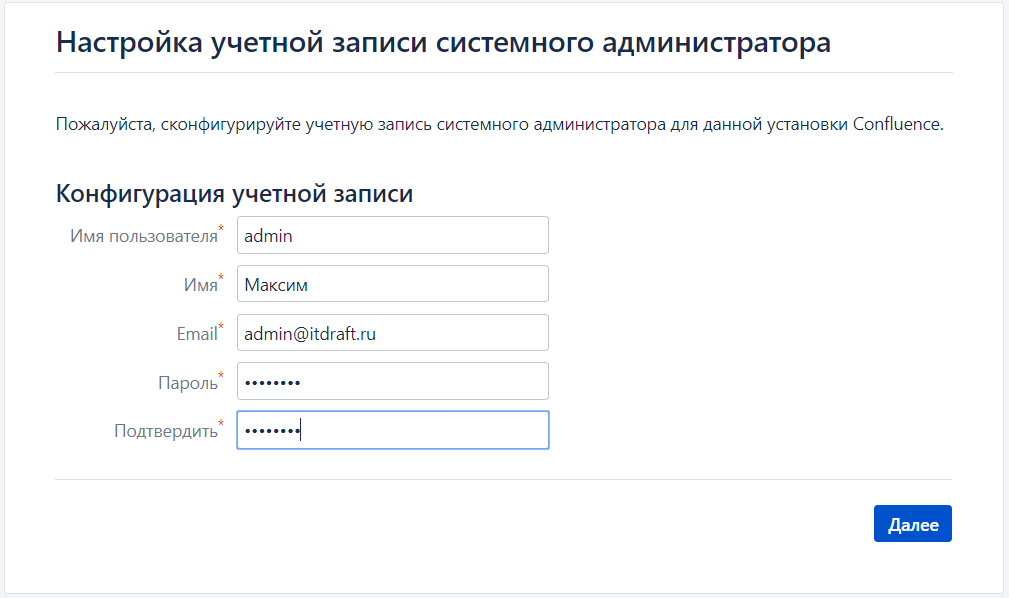 Настройка учетной записи системного администратора
Пожалуйста, сконфигурируйте учетную запись системного администратора для данной установки Confluence.
Конфигурация учетной записи
Имя пользователя* admin
Имя* Максим
Email* admin@itdraft.ru
Пароль* ••••••••
Подтвердить* ••••••••
Далее